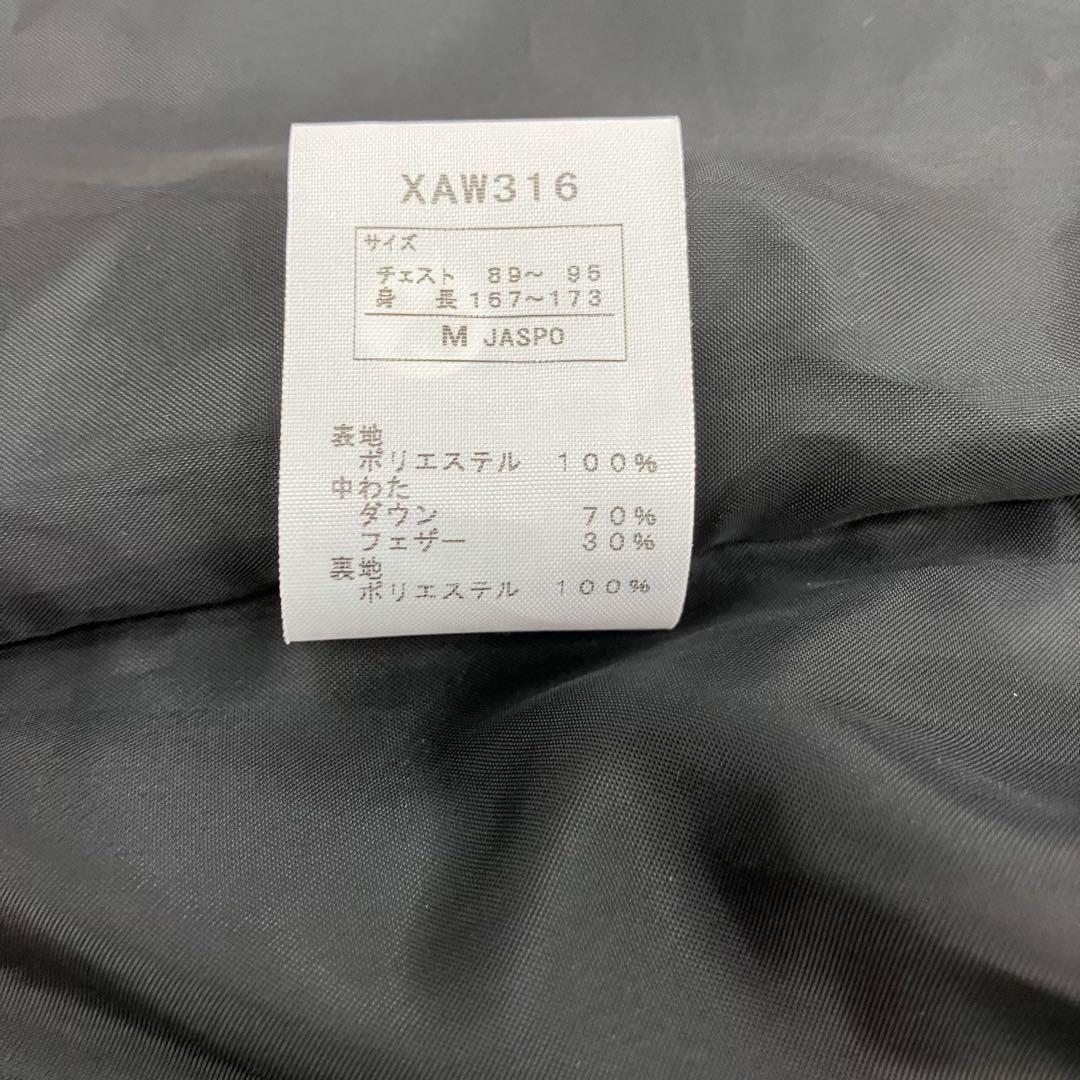 XAW316
サイズ
チェスト 89～ 95
身 長 167～173
M JASPO
表地
ポリエステル 100%
中わた
ダウン 70%
フェザー 30%
裏地
ポリエステル 100%